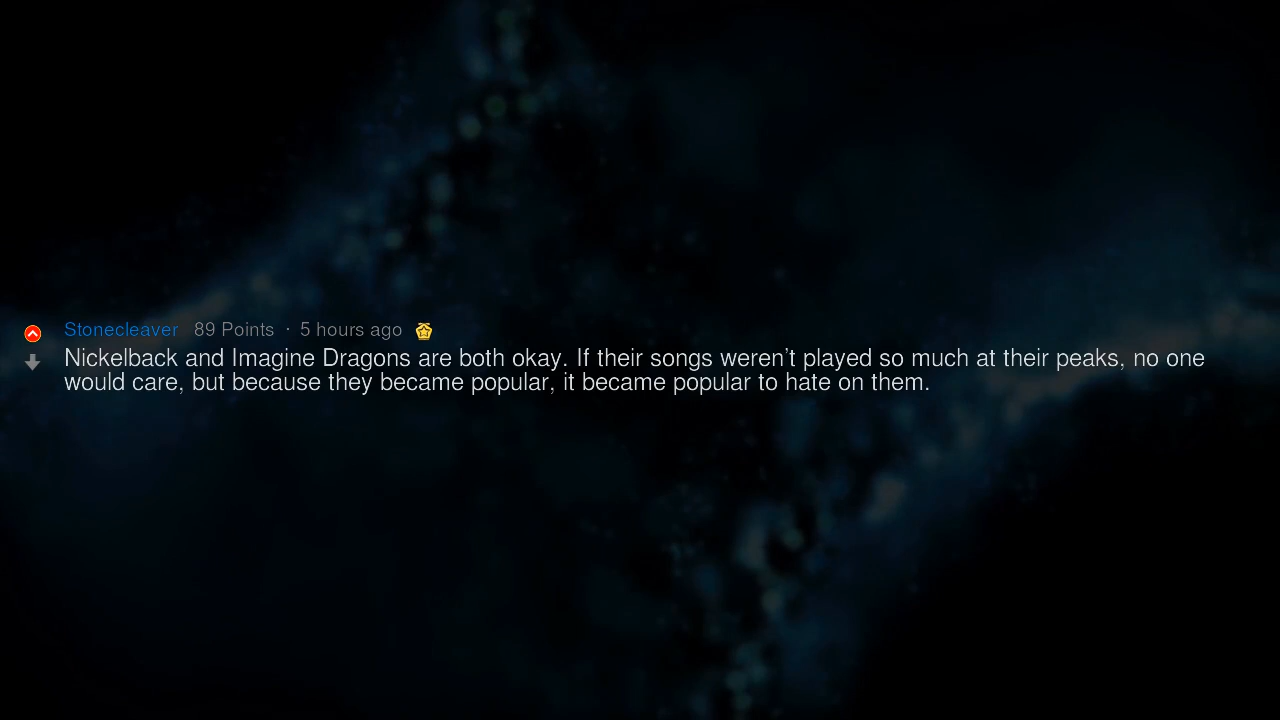 Stonecleaver 89 Points · 5 hours ago
Nickelback and Imagine Dragons are both okay. If their songs weren't played so much at their peaks, no one
would care, but because they became popular, it became popular to hate on them.